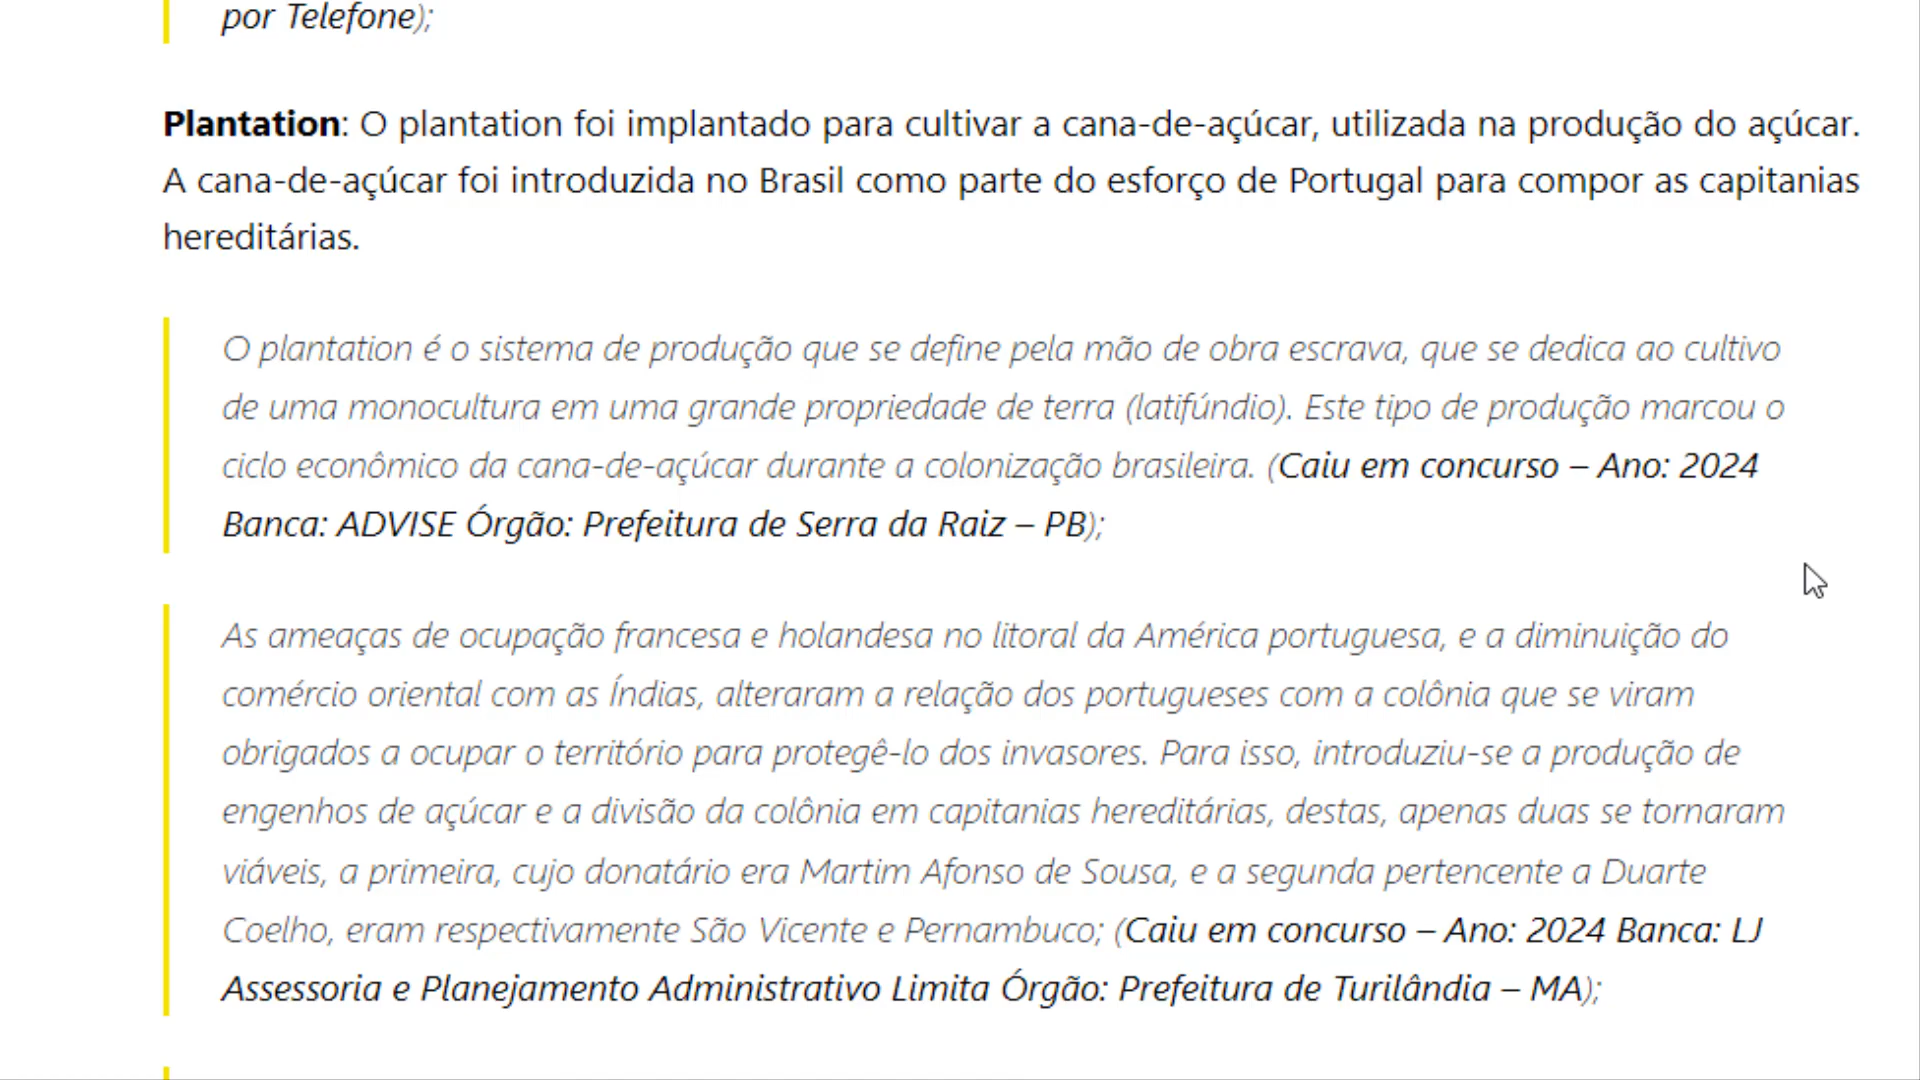 por Telefone);
Plantation: O plantation foi implantado para cultivar a cana-de-açúcar, utilizada na produção do açúcar.
A cana-de-açúcar foi introduzida no Brasil como parte do esforço de Portugal para compor as capitanias
hereditárias.
O plantation é o sistema de produção que se define pela mão de obra escrava, que se dedica ao cultivo
de uma monocultura em uma grande propriedade de terra (latifúndio). Este tipo de produção marcou o
ciclo econômico da cana-de-açúcar durante a colonização brasileira. (Caiu em concurso – Ano: 2024
Banca: ADVISE Órgão: Prefeitura de Serra da Raiz – PB);
As ameaças de ocupação francesa e holandesa no litoral da América portuguesa, e a diminuição do
comércio oriental com as Índias, alteraram a relação dos portugueses com a colônia que se viram
obrigados a ocupar o território para protegê-lo dos invasores. Para isso, introduziu-se a produção de
engenhos de açúcar e a divisão da colônia em capitanias hereditárias, destas, apenas duas se tornaram
viáveis, a primeira, cujo donatário era Martim Afonso de Sousa, e a segunda pertencente a Duarte
Coelho, eram respectivamente São Vicente e Pernambuco; (Caiu em concurso – Ano: 2024 Banca: LJ
Assessoria e Planejamento Administrativo Limita Órgão: Prefeitura de Turilândia – MA);